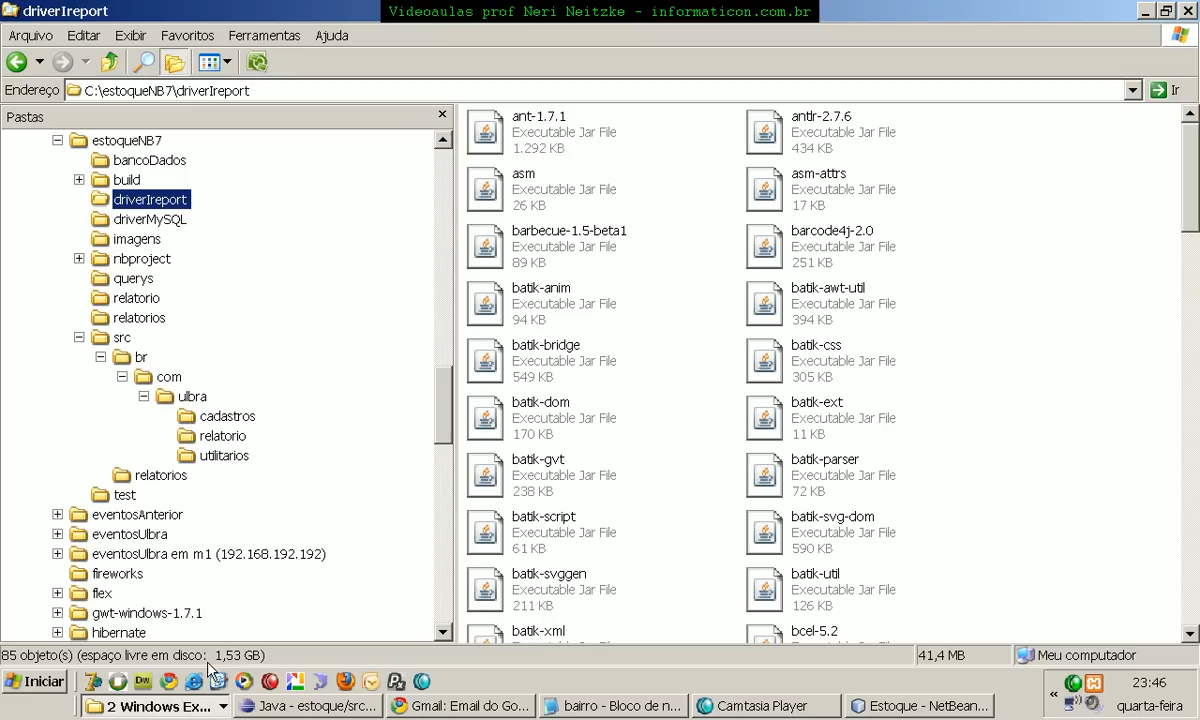 driverIreport
Videoaulas prof Neri Neitzke - informaticon.com.br
Arquivo Editar Exibir Favoritos Ferramentas Ajuda
Endereço C:\estoqueNB7\driverIreport Ir
Pastas
estoqueNB7
bancoDados
build
driverIreport
driverMySQL
imagens
nbproject
querys
relatorio
relatorios
src
br
com
ulbra
cadastros
relatorio
utilitarios
relatorios
test
eventosAnterior
eventosUlbra
eventosUlbra em m1 (192.168.192.192)
fireworks
flex
gwt-windows-1.7.1
hibernate
ant-1.7.1
Executable Jar File
1.292 KB
antlr-2.7.6
Executable Jar File
434 KB
asm
Executable Jar File
26 KB
asm-attrs
Executable Jar File
17 KB
barbecue-1.5-beta1
Executable Jar File
89 KB
barcode4j-2.0
Executable Jar File
251 KB
batik-anim
Executable Jar File
94 KB
batik-awt-util
Executable Jar File
394 KB
batik-bridge
Executable Jar File
549 KB
batik-css
Executable Jar File
305 KB
batik-dom
Executable Jar File
170 KB
batik-ext
Executable Jar File
11 KB
batik-gvt
Executable Jar File
238 KB
batik-parser
Executable Jar File
72 KB
batik-script
Executable Jar File
61 KB
batik-svg-dom
Executable Jar File
590 KB
batik-svggen
Executable Jar File
211 KB
batik-util
Executable Jar File
126 KB
batik-xml
bcel-5.2
85 objeto(s) (espaço livre em disco: 1,53 GB) 41,4 MB Meu computador
Iniciar
2 Windows Ex... Java - estoque/src... Gmail: Email do Go... bairro - Bloco de n... Camtasia Player Estoque - NetBean...
« 23:46
quarta-feira